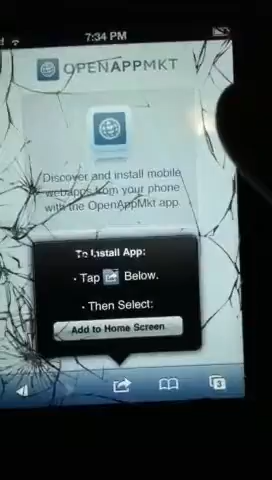 7:34 PM
OPENAPPMKT
Discover and install mobile
webapps from your phone
with the OpenAppMkt app.
To Install App:
· Tap Below.
· Then Select:
Add to Home Screen
3